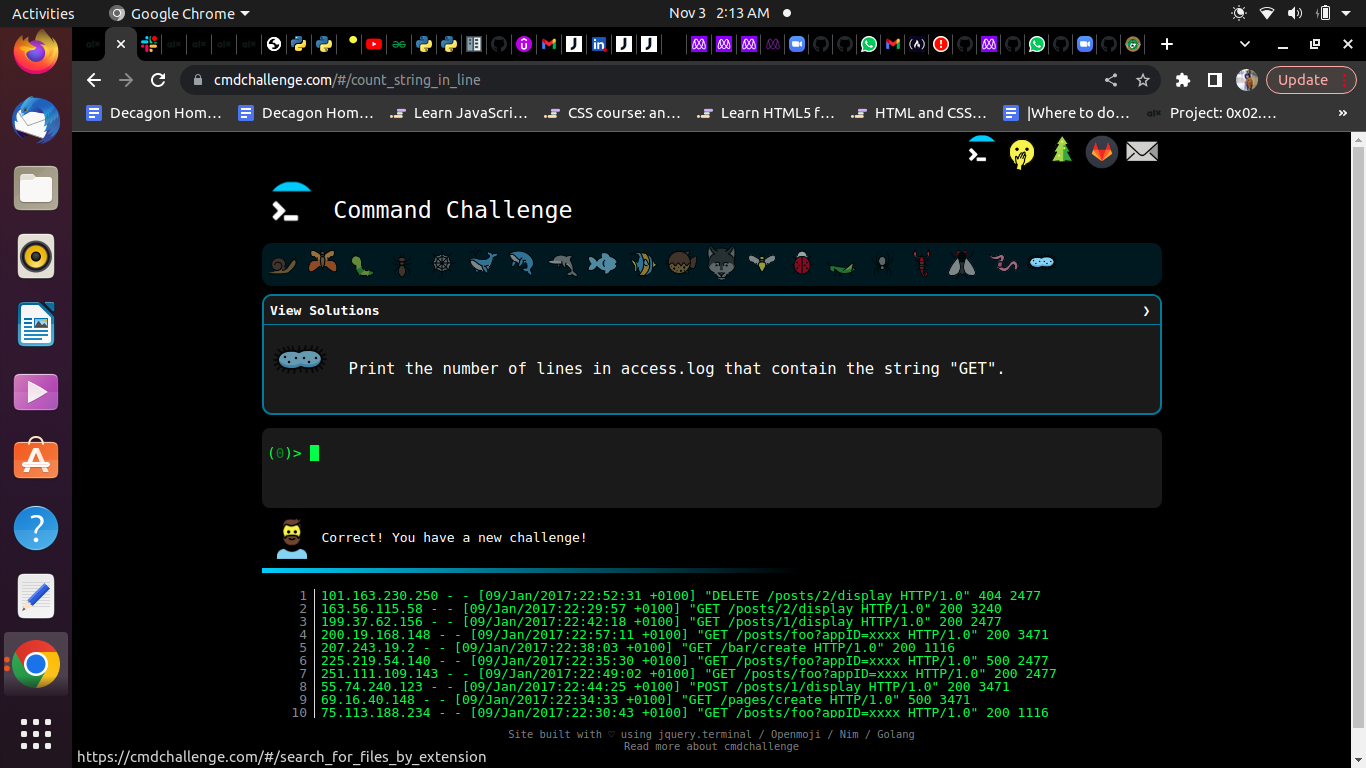 Activities
Google Chrome
Nov 3 2:13 AM
cmdchallenge.com/#/count_string_in_line
Update
Decagon Hom...
Decagon Hom...
Learn JavaScri...
CSS course: an...
Learn HTML5 f...
HTML and CSS...
|Where to do...
Project: 0x02....
»
Command Challenge
View Solutions
Print the number of lines in access.log that contain the string "GET".
(0)>
Correct! You have a new challenge!
1 101.163.230.250 - - [09/Jan/2017:22:52:31 +0100] "DELETE /posts/2/display HTTP/1.0" 404 2477
2 163.56.115.58 - - [09/Jan/2017:22:29:57 +0100] "GET /posts/2/display HTTP/1.0" 200 3240
3 199.37.62.156 - - [09/Jan/2017:22:42:18 +0100] "GET /posts/1/display HTTP/1.0" 200 2477
4 200.19.168.148 - - [09/Jan/2017:22:57:11 +0100] "GET /posts/foo?appID=xxxx HTTP/1.0" 200 3471
5 207.243.19.2 - - [09/Jan/2017:22:38:03 +0100] "GET /bar/create HTTP/1.0" 200 1116
6 225.219.54.140 - - [09/Jan/2017:22:35:30 +0100] "GET /posts/foo?appID=xxxx HTTP/1.0" 500 2477
7 251.111.109.143 - - [09/Jan/2017:22:49:02 +0100] "GET /posts/foo?appID=xxxx HTTP/1.0" 200 2477
8 55.74.240.123 - - [09/Jan/2017:22:44:25 +0100] "POST /posts/1/display HTTP/1.0" 200 3471
9 69.16.40.148 - - [09/Jan/2017:22:34:33 +0100] "GET /pages/create HTTP/1.0" 500 3471
10 75.113.188.234 - - [09/Jan/2017:22:30:43 +0100] "GET /posts/foo?appID=xxxx HTTP/1.0" 200 1116
Site built with ♡ using jquery.terminal / Openmoji / Nim / Golang
Read more about cmdchallenge
https://cmdchallenge.com/#/search_for_files_by_extension